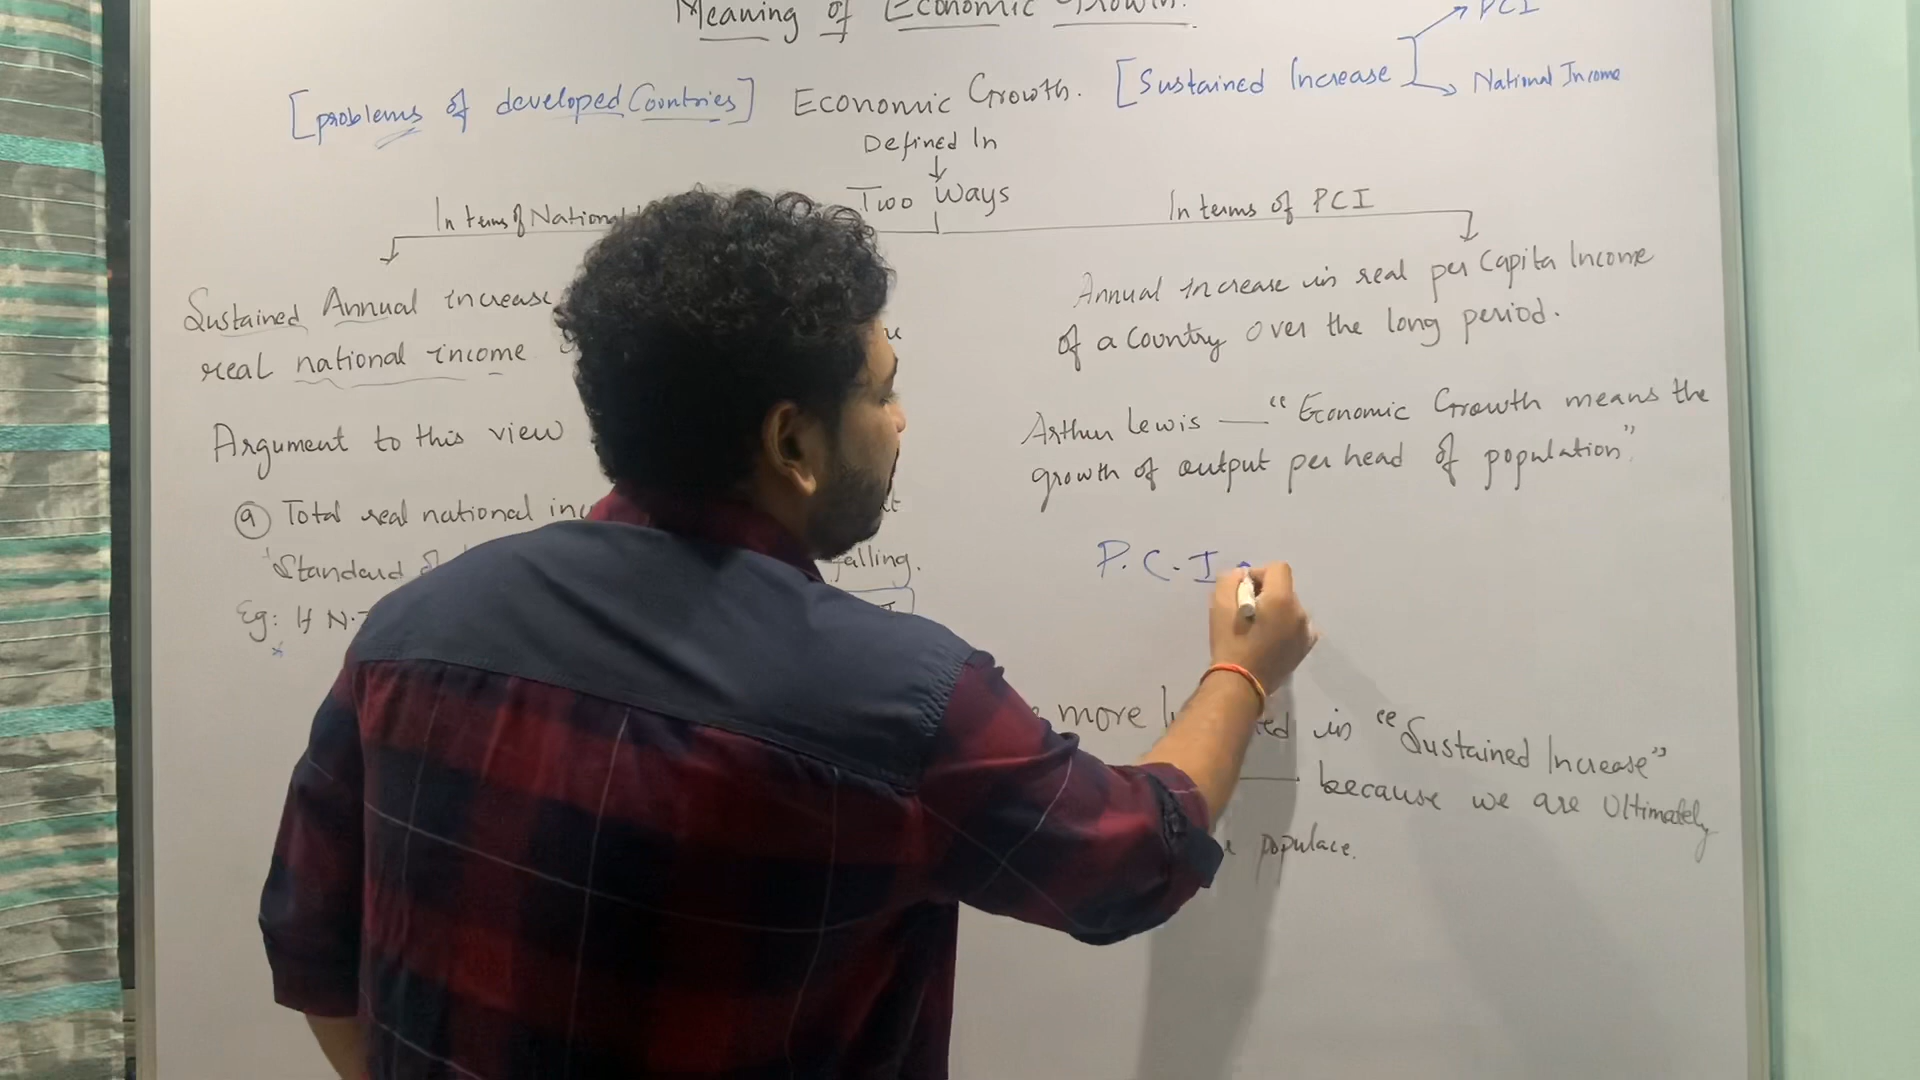 Meaning of Economic Growth.
PCI
[problems of developed Countries] Economic Growth. [Sustained Increase
National Income
Defined In
Two Ways
In terms of National
In terms of PCI
Sustained Annual increase
real national income
Argument to this view
a Total real national
Standard falling.
Eg: If N.
Annual increase in real per Capita Income
of a Country over the long period.
Arthur Lewis — "Economic Growth means the
growth of output per head of population"
P.C.I
more in "Sustained Increase"
because we are Ultimately
populace.